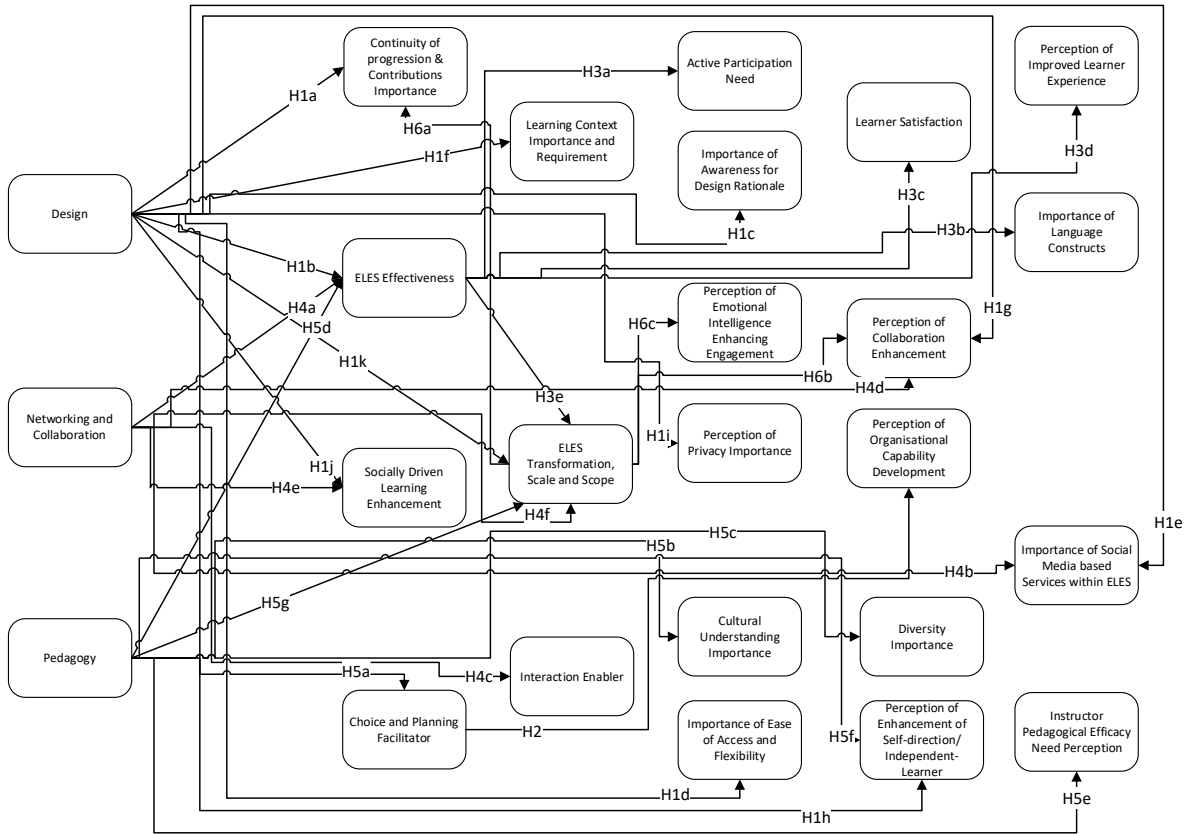 Continuity of
progression &
Contributions
Importance
Active Participation
Need
Perception of
Improved Learner
Experience
H1a
H3a
H6a
Learning Context
Importance and
Requirement
Learner Satisfaction
H1f
Importance of
Awareness for
Design Rationale
H3d
Design
H3c
H1c
H3b
Importance of
Language
Constructs
H1b
ELES Effectiveness
H4a
H5d
Perception of
Emotional
Intelligence
Enhancing
Engagement
H6c
Perception of
Collaboration
Enhancement
H1g
H1k
H6b
H4d
H3e
Networking and
Collaboration
H1i
Perception of
Privacy Importance
Perception of
Organisational
Capability
Development
ELES
Transformation,
Scale and Scope
H1j
H4e
Socially Driven
Learning
Enhancement
H4f
H5c
H1e
H5b
H4b
Importance of Social
Media based
Services within ELES
H5g
Cultural
Understanding
Importance
Diversity
Importance
Pedagogy
H5a
H4c
Interaction Enabler
Choice and Planning
Facilitator
H2
Importance of Ease
of Access and
Flexibility
H5f
Perception of
Enhancement of
Self-direction/
Independent-
Learner
Instructor
Pedagogical Efficacy
Need Perception
H1d
H1h
H5e